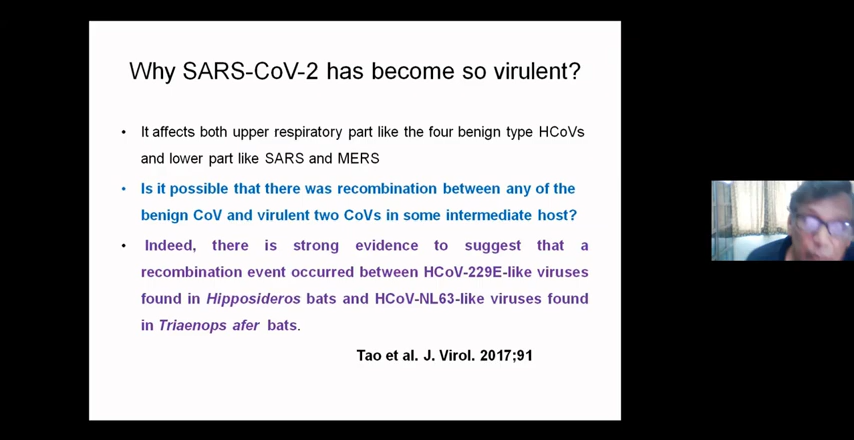 Why SARS-CoV-2 has become so virulent?
• It affects both upper respiratory part like the four benign type HCoVs
and lower part like SARS and MERS
• Is it possible that there was recombination between any of the
benign CoV and virulent two CoVs in some intermediate host?
• Indeed, there is strong evidence to suggest that a
recombination event occurred between HCoV-229E-like viruses
found in Hipposideros bats and HCoV-NL63-like viruses found
in Triaenops afer bats.
Tao et al. J. Virol. 2017;91